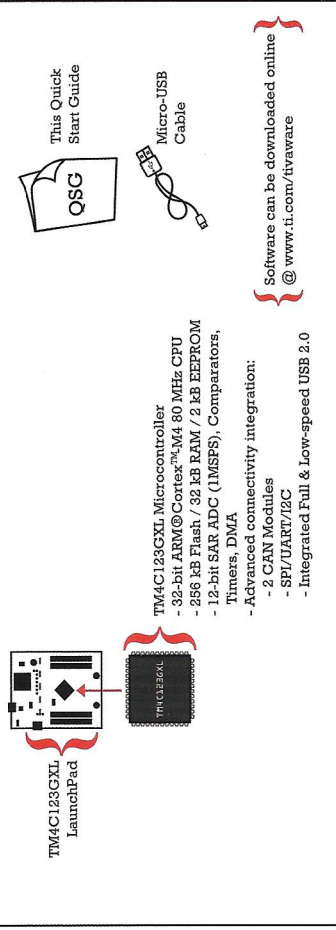 TM4C123GXL
LaunchPad
TM4C123GXL
TM4C123GXL Microcontroller
- 32-bit ARM®Cortex™-M4 80 MHz CPU
- 256 kB Flash / 32 kB RAM / 2 kB EEPROM
- 12-bit SAR ADC (1MSPS), Comparators,
Timers, DMA
- Advanced connectivity integration:
- 2 CAN Modules
- SPI/UART/I2C
- Integrated Full & Low-speed USB 2.0
QSG
This Quick
Start Guide
Micro-USB
Cable
Software can be downloaded online
@ www.ti.com/tivaware